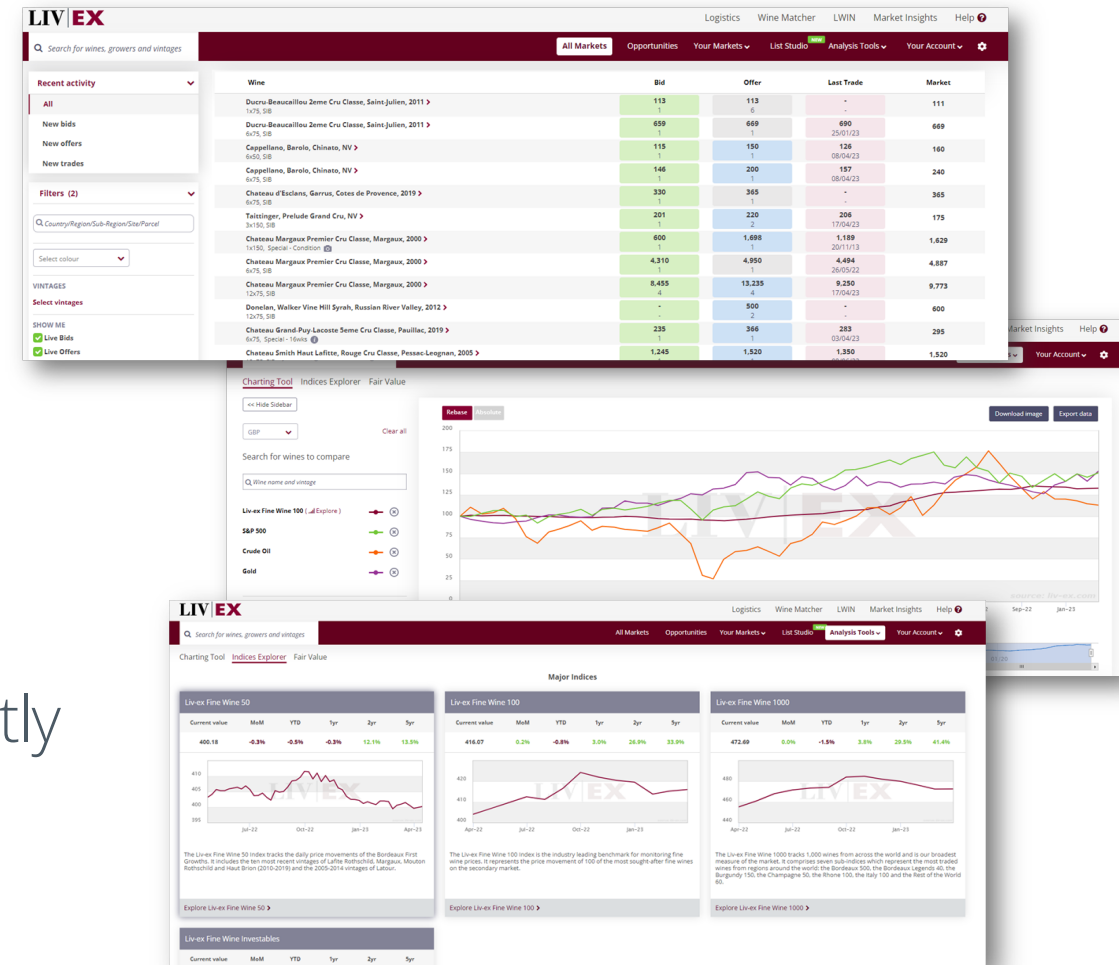 LIV EX
Logistics Wine Matcher LWIN Market Insights Help ?
Search for wines, growers and vintages
All Markets Opportunities Your Markets List Studio NEW Analysis Tools Your Account
Recent activity
All
New bids
New offers
New trades
Filters (2)
Country/Region/Sub-Region/Site/Parcel
Select colour
VINTAGES
Select vintages
SHOW ME
Live Bids
Live Offers
Wine Bid Offer Last Trade Market
Ducru-Beaucaillou 2eme Cru Classe, Saint-Julien, 2011 > 113 113 - 111
1x75, SIB 1 6 -
Ducru-Beaucaillou 2eme Cru Classe, Saint-Julien, 2011 > 659 669 690 669
6x75, SIB 1 1 25/01/23
Cappellano, Barolo, Chinato, NV > 115 150 126 160
6x50, SIB 1 1 08/04/23
Cappellano, Barolo, Chinato, NV > 146 200 157 240
6x75, SIB 1 1 08/04/23
Chateau d'Esclans, Garrus, Cotes de Provence, 2019 > 330 365 - 365
6x75, SIB 1 1 -
Taittinger, Prelude Grand Cru, NV > 201 220 206 175
3x150, SIB 1 2 17/04/23
Chateau Margaux Premier Cru Classe, Margaux, 2000 > 600 1,698 1,189 1,629
1x150, Special - Condition 1 1 20/11/13
Chateau Margaux Premier Cru Classe, Margaux, 2000 > 4,310 4,950 4,494 4,887
6x75, SIB 1 1 26/05/22
Chateau Margaux Premier Cru Classe, Margaux, 2000 > 8,455 13,235 9,250 9,773
12x75, SIB 4 4 17/04/23
Donelan, Walker Vine Hill Syrah, Russian River Valley, 2012 > - 500 - 600
12x75, SIB - 2 -
Chateau Grand-Puy-Lacoste 5eme Cru Classe, Pauillac, 2019 > 235 366 283 295
6x75, Special - 16wks 1 1 03/04/23
Chateau Smith Haut Lafitte, Rouge Cru Classe, Pessac-Leognan, 2005 > 1,245 1,520 1,350 1,520
Market Insights Help ?
Your Account
Charting Tool Indices Explorer Fair Value
<< Hide Sidebar
GBP Clear all
Search for wines to compare
Wine name and vintage
Liv-ex Fine Wine 100 ( Explore )
S&P 500
Crude Oil
Gold
Rebase Absolute Download image Export data
200
175
150
125
100
75
50
25
0
LIV EX
source: liv-ex.com
Sep-22 Jan-23
01/20
tly
LIV EX
Logistics Wine Matcher LWIN Market Insights Help ?
Search for wines, growers and vintages
All Markets Opportunities Your Markets List Studio NEW Analysis Tools Your Account
Charting Tool Indices Explorer Fair Value
Major Indices
Liv-ex Fine Wine 50
Current value MoM YTD 1yr 2yr 5yr
400.18 -0.3% -0.5% -0.3% 12.1% 13.5%
410
405
400
395
LIV EX
Jul-22 Oct-22 Jan-23 Apr-23
The Liv-ex Fine Wine 50 index tracks the daily price movements of the Bordeaux First
Growths. It includes the ten most recent vintages of Lafite Rothschild, Margaux, Mouton
Rothschild and Haut Brion (2010-2019) and the 2005-2014 vintages of Latour.
Explore Liv-ex Fine Wine 50 >
Liv-ex Fine Wine 100
Current value MoM YTD 1yr 2yr 5yr
416.07 0.2% -0.8% 3.0% 26.9% 33.9%
420
410
400
LIV EX
Apr-22 Jul-22 Oct-22 Jan-23 Apr-23
The Liv-ex Fine Wine 100 Index is the industry leading benchmark for monitoring fine
wine prices. It represents the price movement of 100 of the most sought-after fine wines
on the secondary market.
Explore Liv-ex Fine Wine 100 >
Liv-ex Fine Wine 1000
Current value MoM YTD 1yr 2yr 5yr
472.69 0.0% -1.5% 3.8% 29.5% 41.4%
480
460
440
LIV EX
Apr-22 Jul-22 Oct-22 Jan-23 Apr-23
The Liv-ex Fine Wine 1000 tracks 1,000 wines from across the world and is our broadest
measure of the market. It comprises seven sub-indices which represent the most traded
wines from regions around the world: the Bordeaux 500, the Bordeaux Legends 40, the
Burgundy 150, the Champagne 50, the Rhone 100, the Italy 100 and the Rest of the World
60.
Explore Liv-ex Fine Wine 1000 >
Liv-ex Fine Wine Investables
Current value MoM YTD 1yr 2yr 5yr